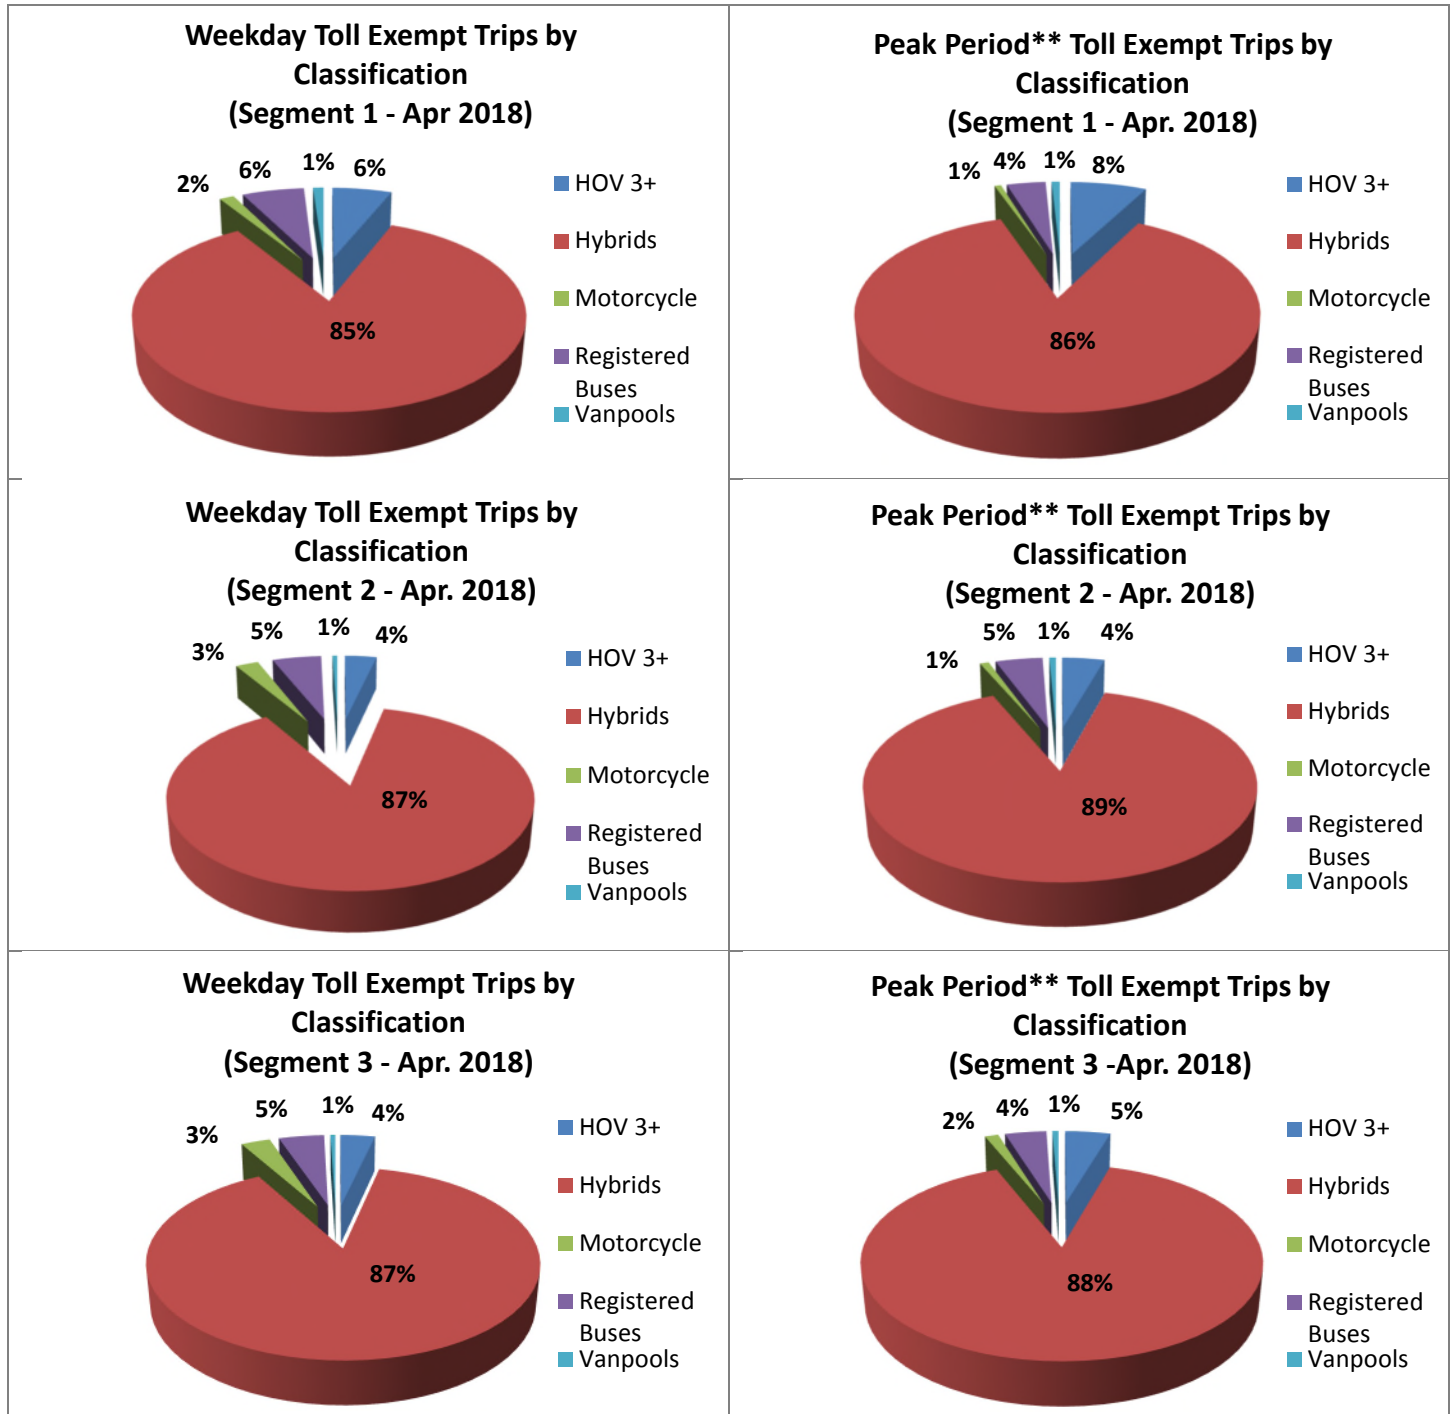 Weekday Toll Exempt Trips by
Classification
(Segment 1 - Apr 2018)
2%
6%
1%
6%
85%
HOV 3+
Hybrids
Motorcycle
Registered
Buses
Vanpools
Peak Period** Toll Exempt Trips by
Classification
(Segment 1 - Apr. 2018)
1%
4%
1%
8%
86%
HOV 3+
Hybrids
Motorcycle
Registered
Buses
Vanpools
Weekday Toll Exempt Trips by
Classification
(Segment 2 - Apr. 2018)
3%
5%
1%
4%
87%
HOV 3+
Hybrids
Motorcycle
Registered
Buses
Vanpools
Peak Period** Toll Exempt Trips by
Classification
(Segment 2 - Apr. 2018)
1%
5%
1%
4%
89%
HOV 3+
Hybrids
Motorcycle
Registered
Buses
Vanpools
Weekday Toll Exempt Trips by
Classification
(Segment 3 - Apr. 2018)
3%
5%
1%
4%
87%
HOV 3+
Hybrids
Motorcycle
Registered
Buses
Vanpools
Peak Period** Toll Exempt Trips by
Classification
(Segment 3 -Apr. 2018)
2%
4%
1%
5%
88%
HOV 3+
Hybrids
Motorcycle
Registered
Buses
Vanpools